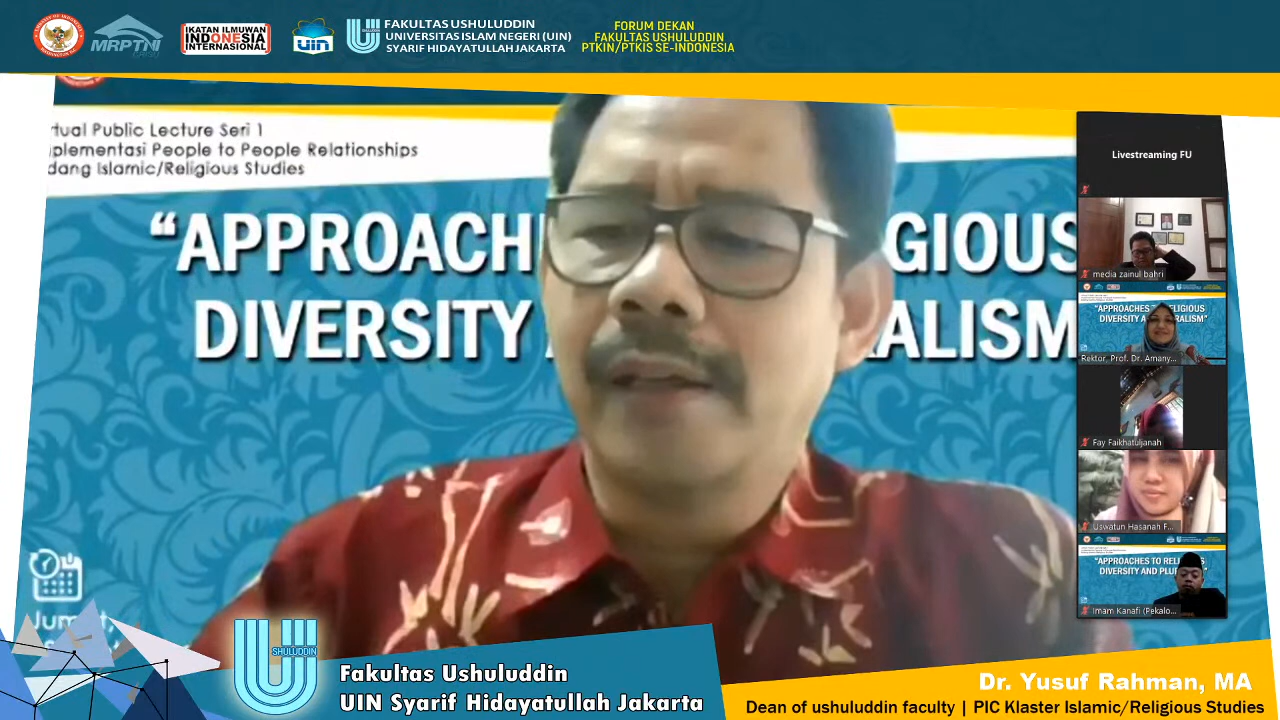 MRPTNI
IKATAN ILMUWAN
INDONESIA
INTERNASIONAL
uin
FAKULTAS USHULUDDIN
UNIVERSITAS ISLAM NEGERI (UIN)
SYARIF HIDAYATULLAH JAKARTA
FORUM DEKAN
FAKULTAS USHULUDDIN
PTKIN/PTKIS SE-INDONESIA
rtual Public Lecture Seri 1
plementasi People to People Relationships
dang Islamic/Religious Studies
“APPROACH GIOUS
DIVERSITY ALISM
Jumat,
Livestreaming FU
media zainul bahri
"APPROACHES TO RELIGIOUS
DIVERSITY A RALISM"
Rektor, Prof. Dr. Amany...
Fay Faikhatuljanah
Uswatun Hasanah F...
"APPROACHES TO RELI
DIVERSITY AND PLU
Imam Kanafi (Pekalo...
USHULUDDIN
Fakultas Ushuluddin
UIN Syarif Hidayatullah Jakarta
Dr. Yusuf Rahman, MA
Dean of ushuluddin faculty | PIC Klaster Islamic/Religious Studies